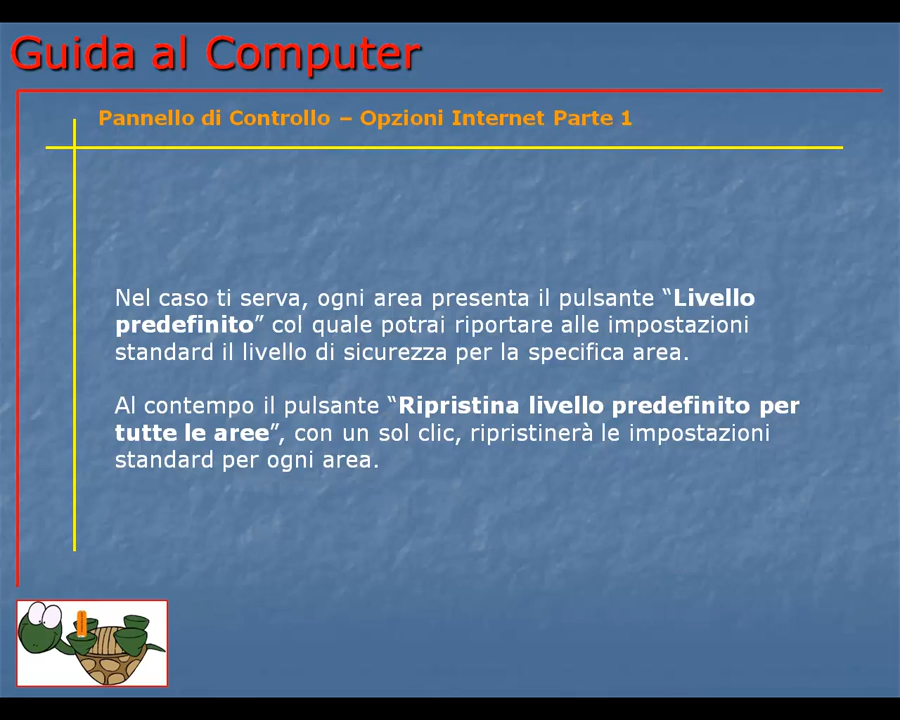 Guida al Computer
Pannello di Controllo – Opzioni Internet Parte 1
Nel caso ti serva, ogni area presenta il pulsante “Livello
predefinito” col quale potrai riportare alle impostazioni
standard il livello di sicurezza per la specifica area.
Al contempo il pulsante “Ripristina livello predefinito per
tutte le aree”, con un sol clic, ripristinerà le impostazioni
standard per ogni area.